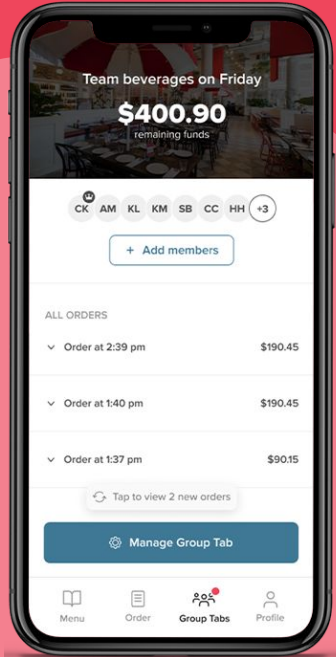 Team beverages on Friday
$400.90
remaining funds
CK AM KL KM SB CC HH +3
+ Add members
ALL ORDERS
Order at 2:39 pm $190.45
Order at 1:40 pm $190.45
Order at 1:37 pm $90.15
Tap to view 2 new orders
Manage Group Tab
Menu Order Group Tabs Profile